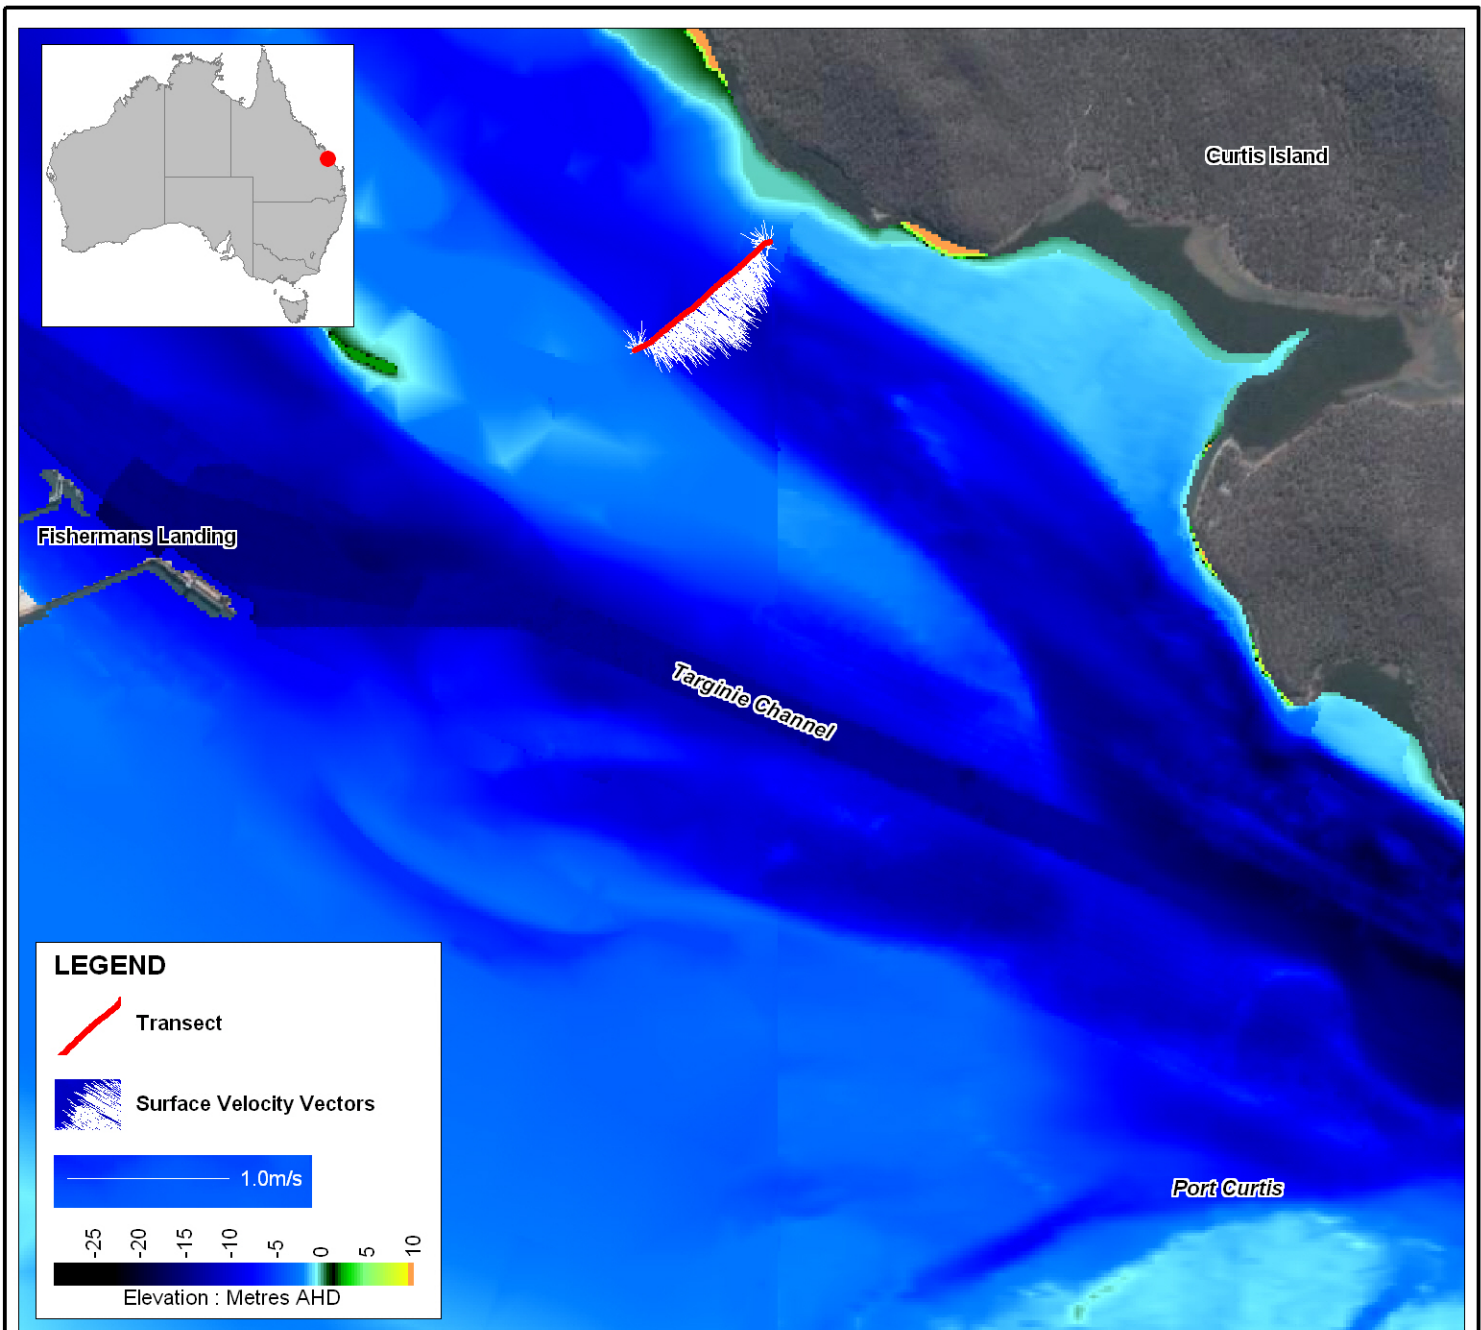 Curtis Island
Fishermans Landing
Targinie Channel
Port Curtis
LEGEND
Transect
Surface Velocity Vectors
1.0m/s
-25 -20 -15 -10 -5 0 5 10
Elevation : Metres AHD